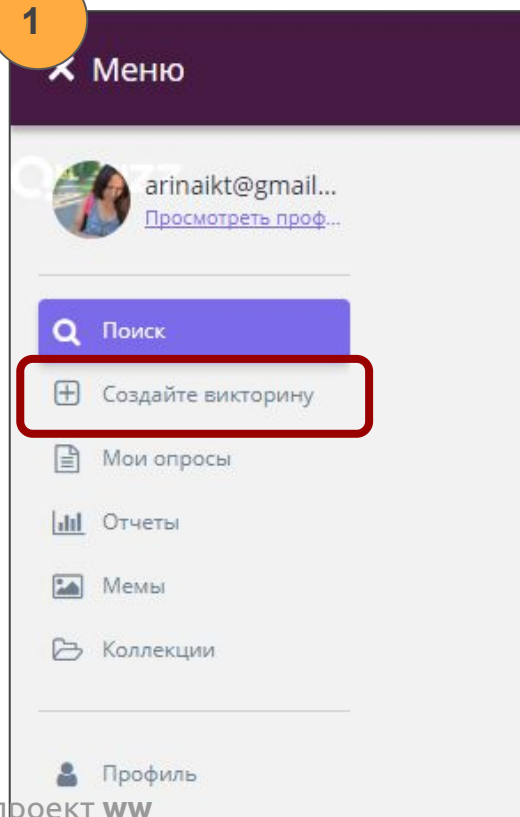 1
Меню
arinaikt@gmail...
Просмотреть проф...
Поиск
Создайте викторину
Мои опросы
Отчеты
Мемы
Коллекции
Профиль
проект ww